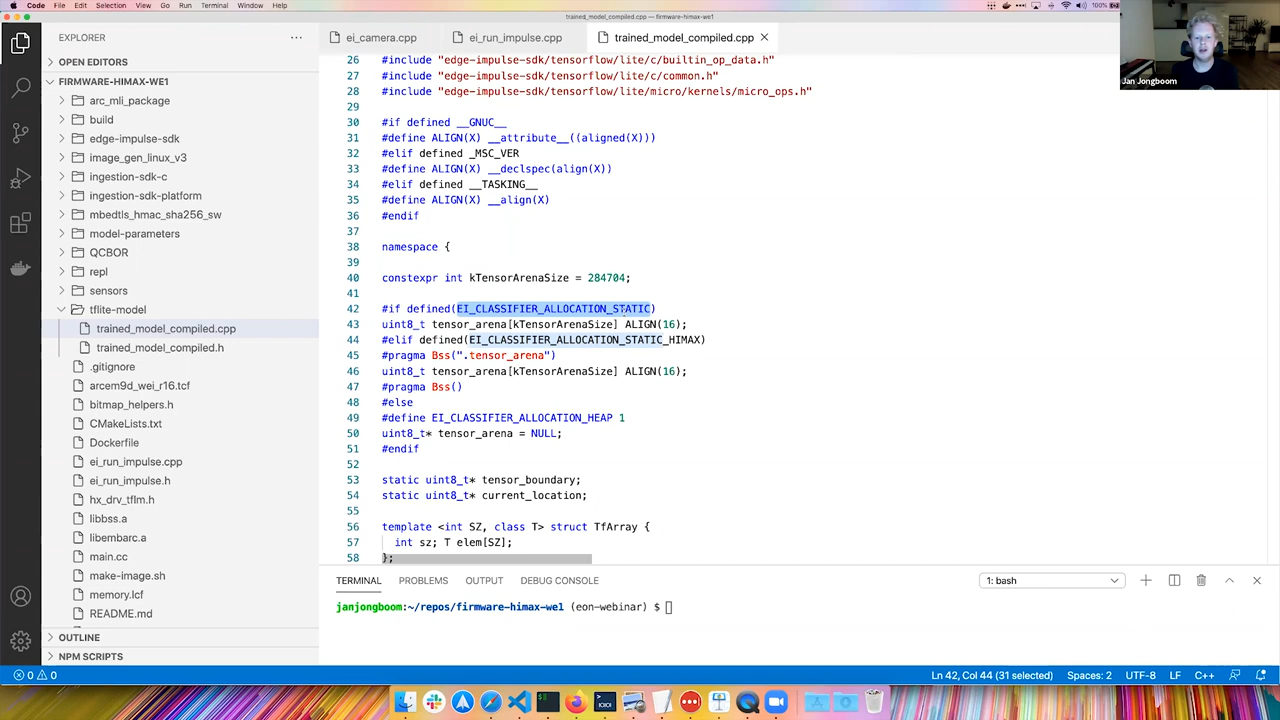 Code File Edit Selection View Go Run Terminal Window Help 100%
trained_model_compiled.cpp — firmware-himax-we1
EXPLORER
OPEN EDITORS
FIRMWARE-HIMAX-WE1
arc_mli_package
build
edge-impulse-sdk
image_gen_linux_v3
ingestion-sdk-c
ingestion-sdk-platform
mbedtls_hmac_sha256_sw
model-parameters
QCBOR
repl
sensors
tflite-model
trained_model_compiled.cpp
trained_model_compiled.h
.gitignore
arcem9d_wei_r16.tcf
bitmap_helpers.h
CMakeLists.txt
Dockerfile
ei_run_impulse.cpp
ei_run_impulse.h
hx_drv_tflm.h
libbss.a
libembarc.a
main.cc
make-image.sh
memory.lcf
README.md
OUTLINE
NPM SCRIPTS
ei_camera.cpp ei_run_impulse.cpp trained_model_compiled.cpp
26 #include "edge-impulse-sdk/tensorflow/lite/c/builtin_op_data.h"
27 #include "edge-impulse-sdk/tensorflow/lite/c/common.h"
28 #include "edge-impulse-sdk/tensorflow/lite/micro/kernels/micro_ops.h"
29
30 #if defined __GNUC__
31 #define ALIGN(X) __attribute__((aligned(X)))
32 #elif defined _MSC_VER
33 #define ALIGN(X) __declspec(align(X))
34 #elif defined __TASKING__
35 #define ALIGN(X) __align(X)
36 #endif
37
38 namespace {
39
40 constexpr int kTensorArenaSize = 284704;
41
42 #if defined(EI_CLASSIFIER_ALLOCATION_STATIC)
43 uint8_t tensor_arena[kTensorArenaSize] ALIGN(16);
44 #elif defined(EI_CLASSIFIER_ALLOCATION_STATIC_HIMAX)
45 #pragma Bss(".tensor_arena")
46 uint8_t tensor_arena[kTensorArenaSize] ALIGN(16);
47 #pragma Bss()
48 #else
49 #define EI_CLASSIFIER_ALLOCATION_HEAP 1
50 uint8_t* tensor_arena = NULL;
51 #endif
52
53 static uint8_t* tensor_boundary;
54 static uint8_t* current_location;
55
56 template <int SZ, class T> struct TfArray {
57 int sz; T elem[SZ];
58 };
TERMINAL PROBLEMS OUTPUT DEBUG CONSOLE 1: bash
janjongboom:~/repos/firmware-himax-we1 (eon-webinar) $
0 0 Ln 42, Col 44 (31 selected) Spaces: 2 UTF-8 LF C++
Jan Jongboom